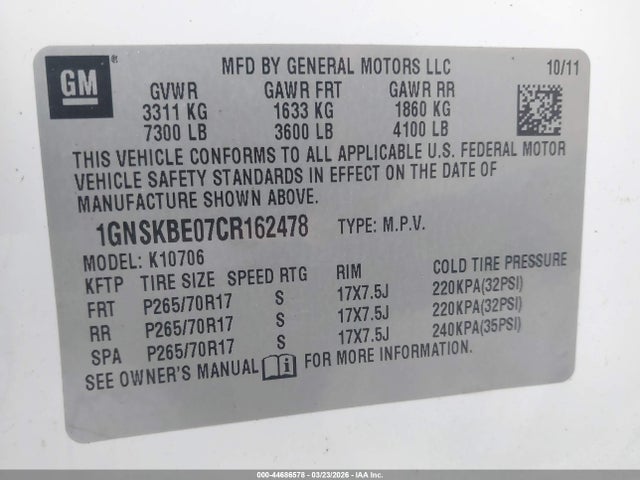 GM
MFD BY GENERAL MOTORS LLC 10/11
GVWR GAWR FRT GAWR RR
3311 KG 1633 KG 1860 KG
7300 LB 3600 LB 4100 LB
THIS VEHICLE CONFORMS TO ALL APPLICABLE U.S. FEDERAL MOTOR
VEHICLE SAFETY STANDARDS IN EFFECT ON THE DATE OF
MANUFACTURE SHOWN ABOVE.
1GNSKBE07CR162478 TYPE: M.P.V.
MODEL: K10706
KFTP TIRE SIZE SPEED RTG RIM COLD TIRE PRESSURE
FRT P265/70R17 S 17X7.5J 220KPA(32PSI)
RR P265/70R17 S 17X7.5J 220KPA(32PSI)
SPA P265/70R17 S 17X7.5J 240KPA(35PSI)
SEE OWNER'S MANUAL i FOR MORE INFORMATION.
000-44686578 - 03/23/2026 - IAA Inc.